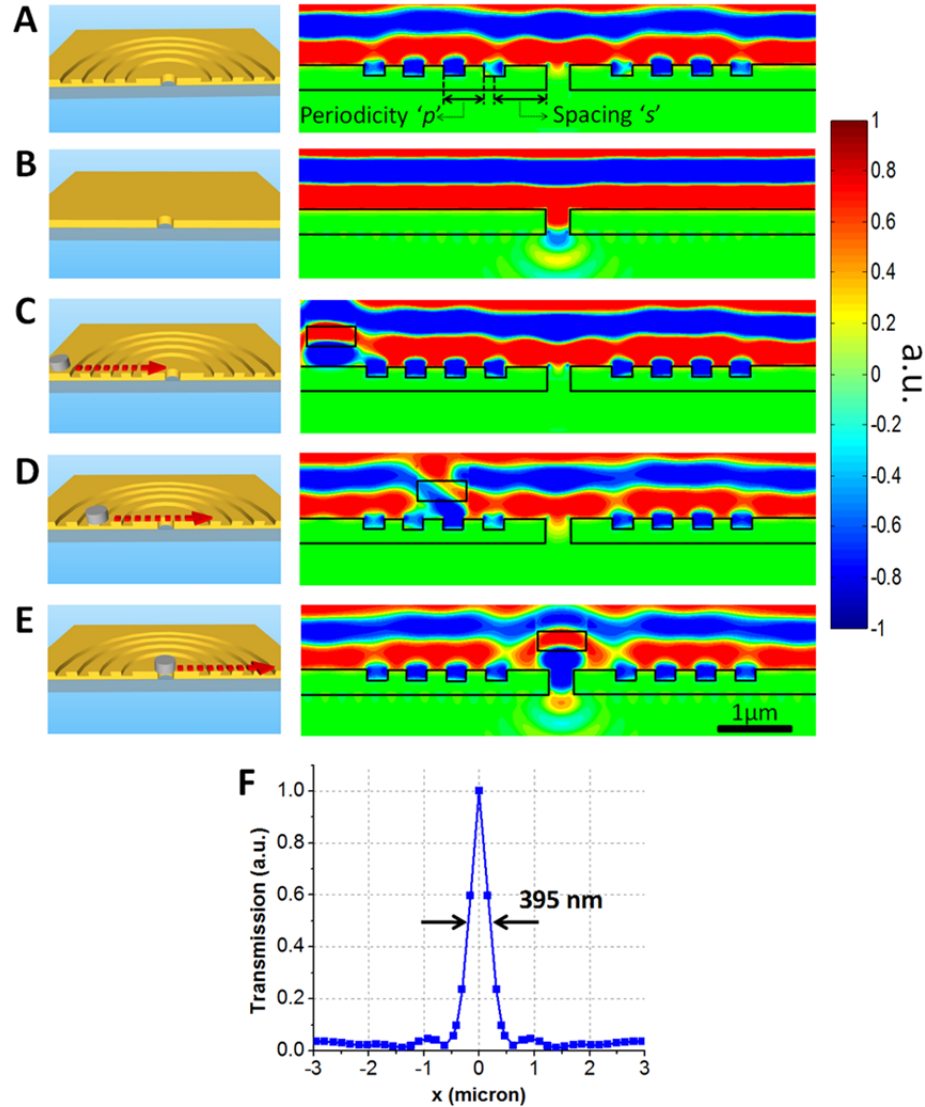 A
Periodicity ‘p’
Spacing ‘s’
B
C
D
E
1μm
1
0.8
0.6
0.4
0.2
0
-0.2
-0.4
-0.6
-0.8
-1
a.u.
F
Transmission (a.u.)
1.0
0.8
0.6
0.4
0.2
0.0
395 nm
-3 -2 -1 0 1 2 3
x (micron)